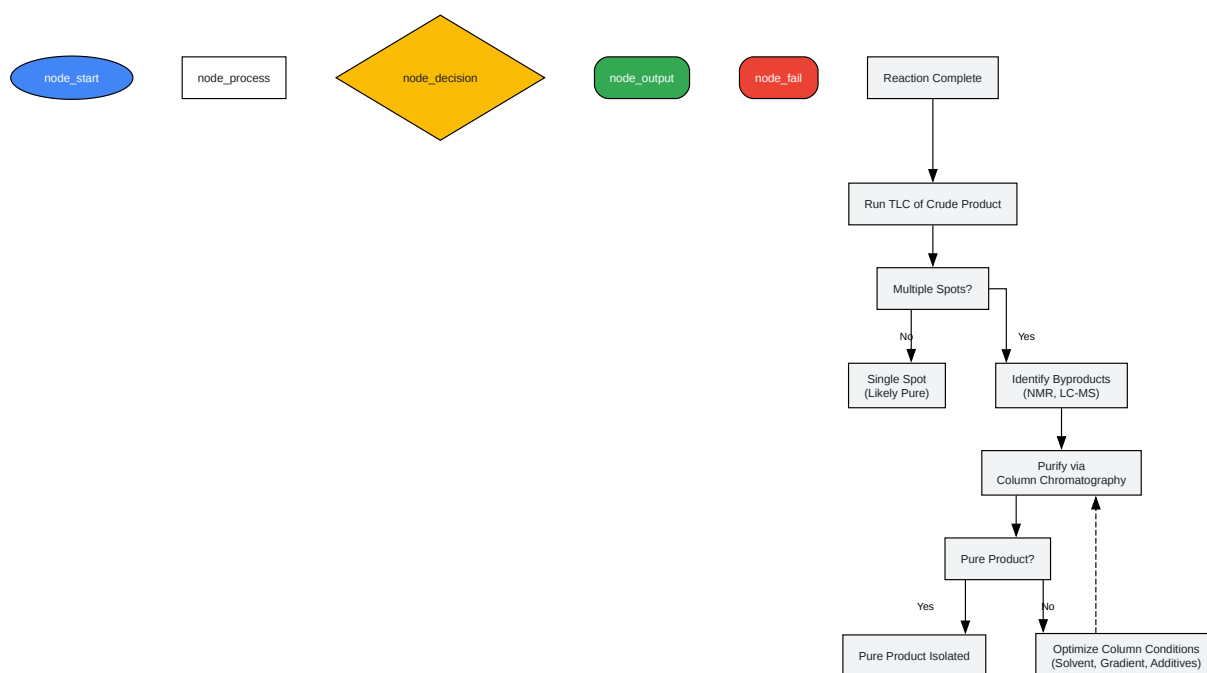 node_start
node_process
node_decision
node_output
node_fail
Reaction Complete
Run TLC of Crude Product
Multiple Spots?
No
Yes
Single Spot
(Likely Pure)
Identify Byproducts
(NMR, LC-MS)
Purify via
Column Chromatography
Pure Product?
Yes
No
Pure Product Isolated
Optimize Column Conditions
(Solvent, Gradient, Additives)